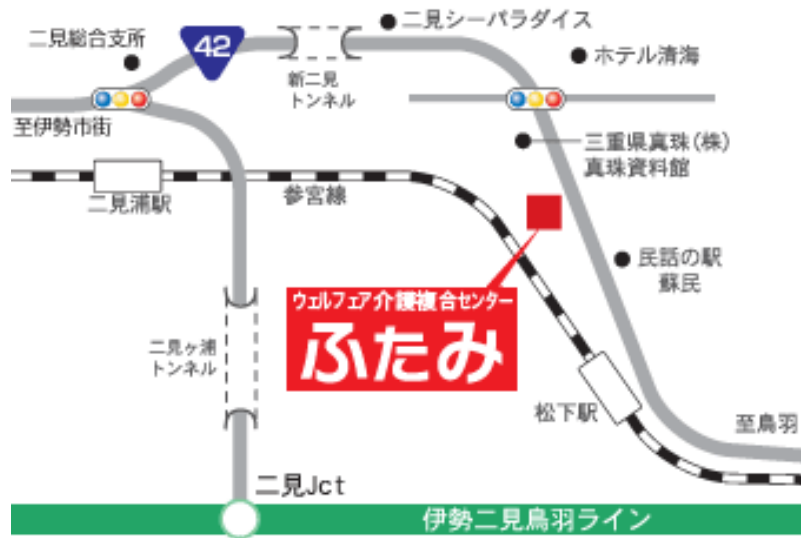 二見シーパラダイス
二見総合支所
42
ホテル清海
新二見
トンネル
至伊勢市街
三重県真珠(株)
真珠資料館
二見浦駅
参宮線
民話の駅
蘇民
ウェルフェア介護複合センター
ふたみ
二見ヶ浦
トンネル
松下駅
至鳥羽
二見Jct
伊勢二見鳥羽ライン